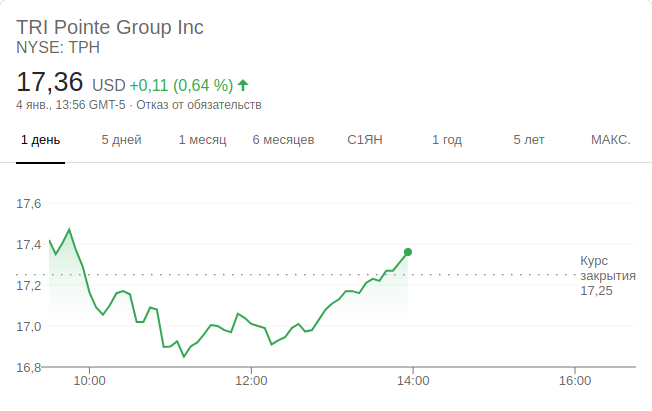 TRI Pointe Group Inc
NYSE: TPH
17,36 USD +0,11 (0,64 %)
4 янв., 13:56 GMT-5 · Отказ от обязательств
1 день 5 дней 1 месяц 6 месяцев С1ЯН 1 год 5 лет МАКС.
17,6
17,4
Курс
закрытия
17,25
17,2
17,0
16,8
10:00 12:00 14:00 16:00